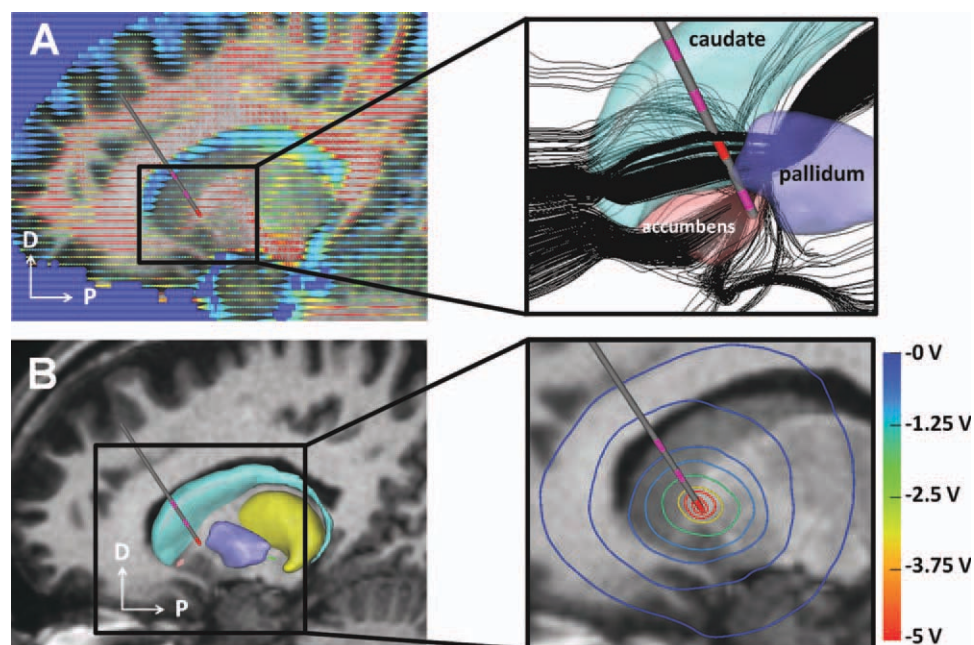 A
caudate
pallidum
accumbens
D
P
B
-0 V
-1.25 V
-2.5 V
-3.75 V
-5 V
D
P